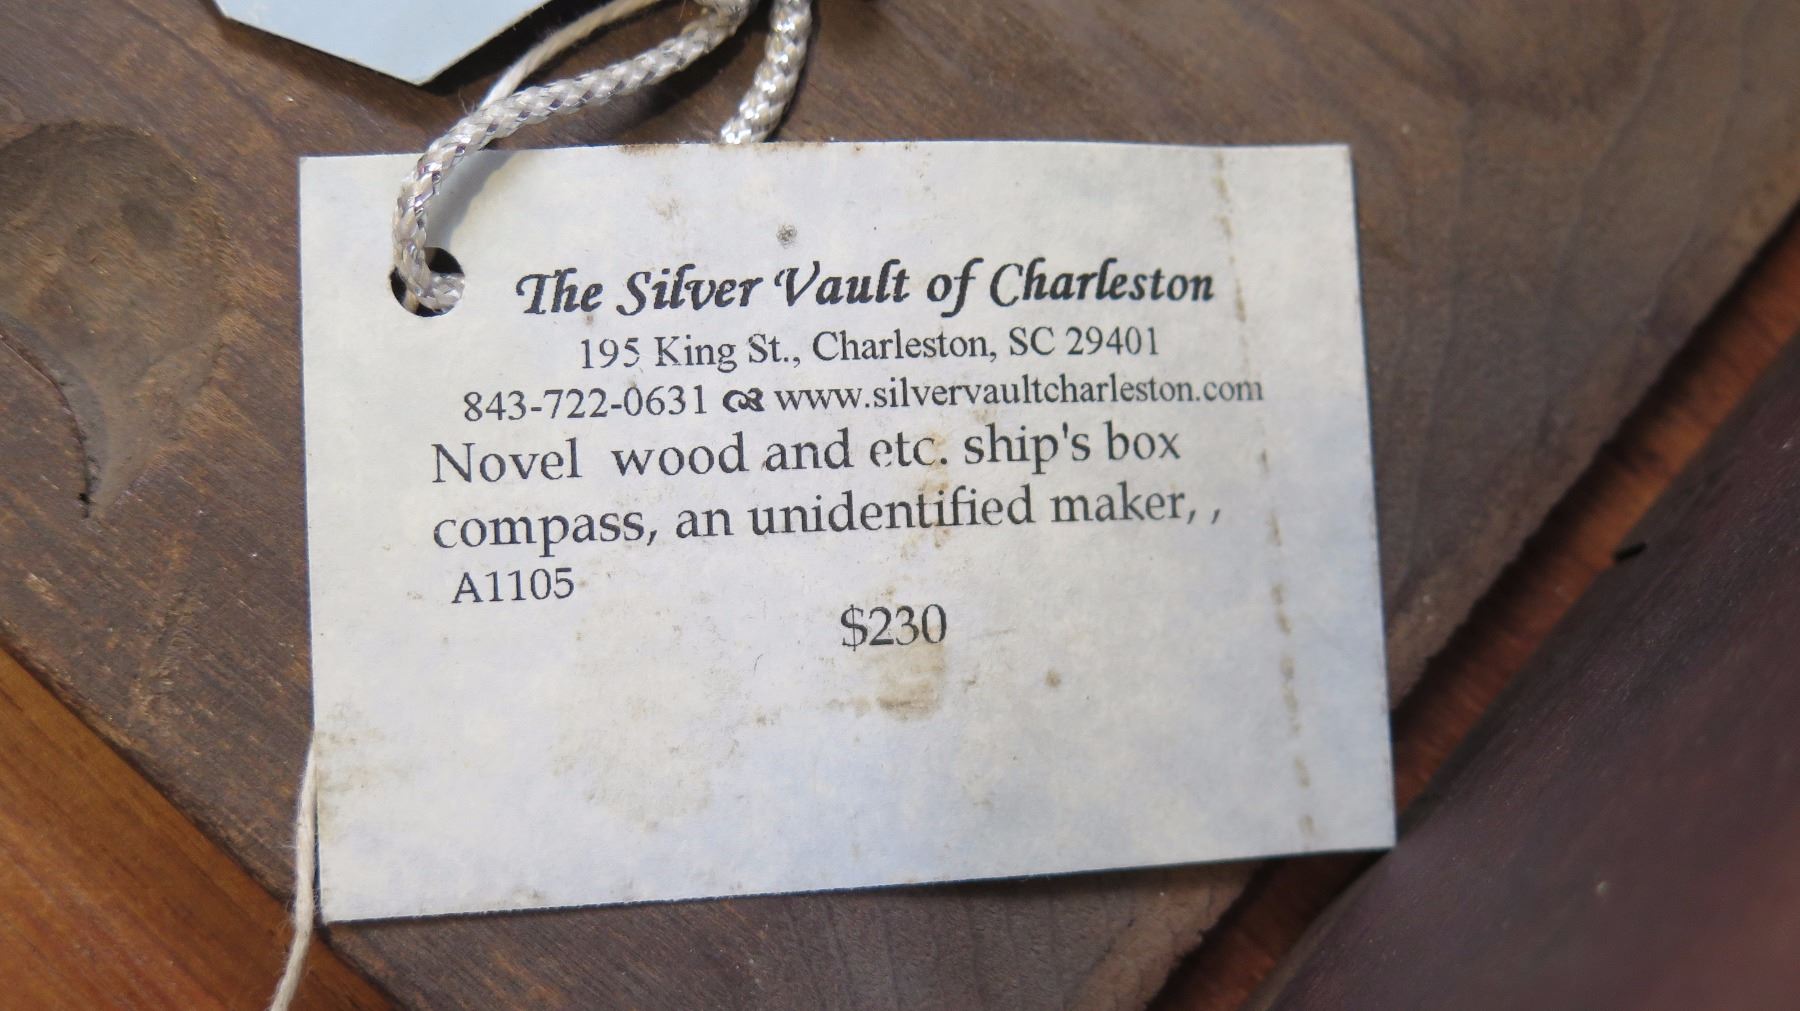 The Silver Vault of Charleston
195 King St., Charleston, SC 29401
843-722-0631 www.silvervaultcharleston.com
Novel wood and etc. ship's box
compass, an unidentified maker, ,
A1105
$230